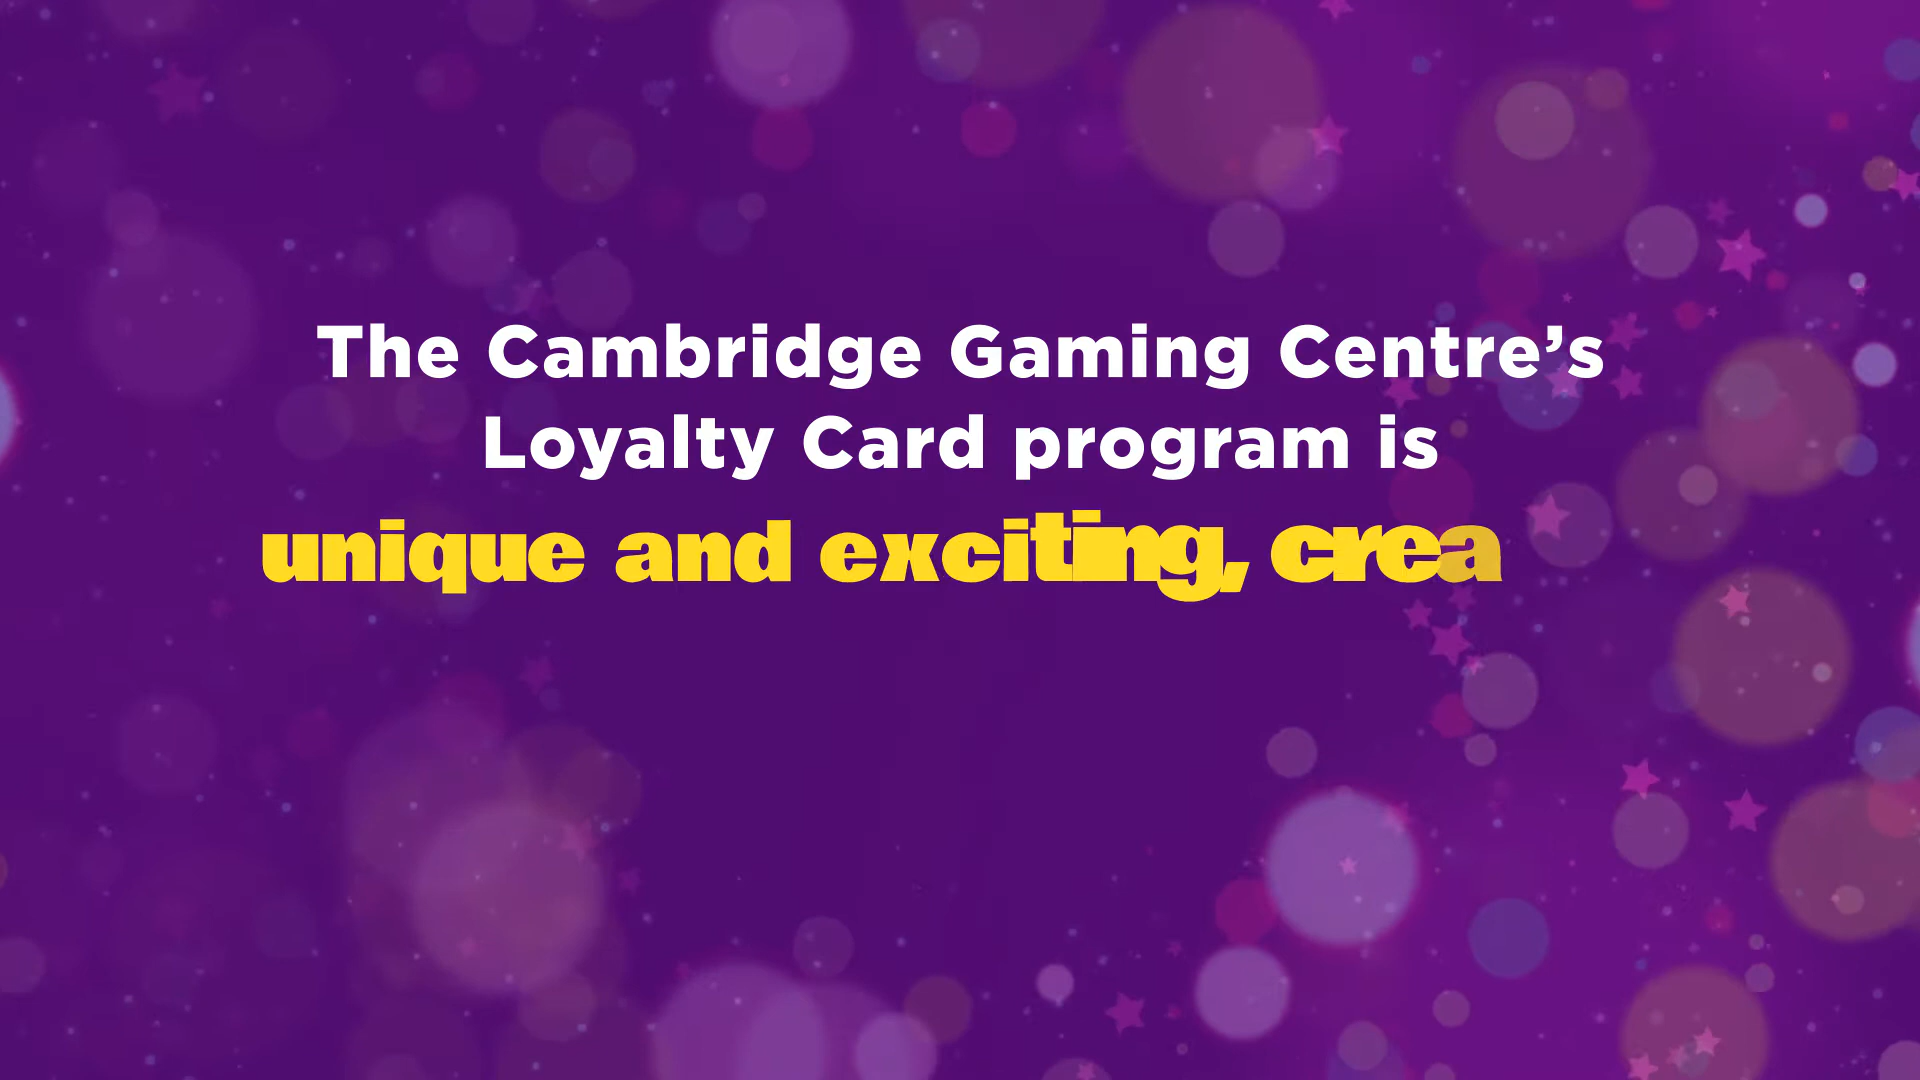 The Cambridge Gaming Centre’s
Loyalty Card program is
unique and exciting, crea